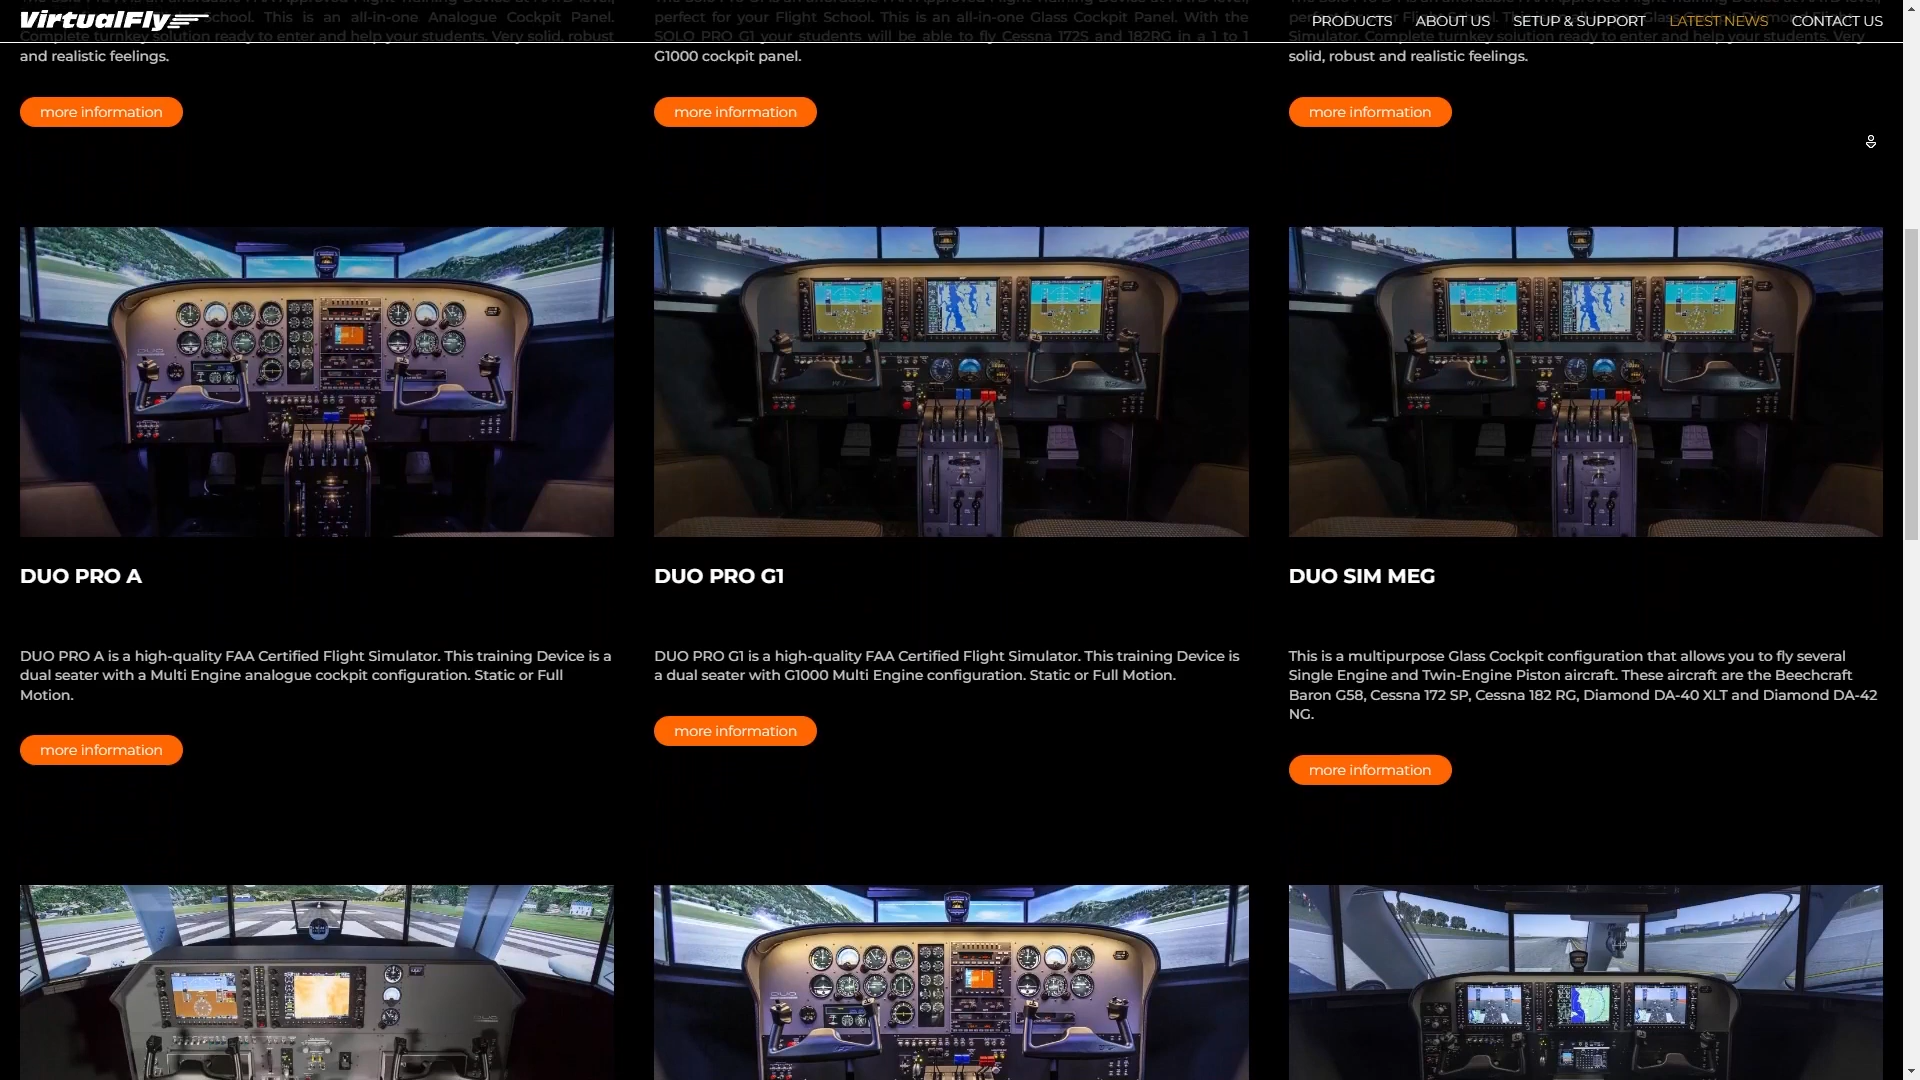 VirtualFly
PRODUCTS ABOUT US SETUP & SUPPORT LATEST NEWS CONTACT US
School. This is an all-in-one Analogue Cockpit Panel.
Complete turnkey solution ready to enter and help your students. Very solid, robust
and realistic feelings.
more information
perfect for your Flight School. This is an all-in-one Glass Cockpit Panel. With the
SOLO PRO G1 your students will be able to fly Cessna 172S and 182RG in a 1 to 1
G1000 cockpit panel.
more information
Simulator. Complete turnkey solution ready to enter and help your students. Very
solid, robust and realistic feelings.
more information
DUO PRO A
DUO PRO A is a high-quality FAA Certified Flight Simulator. This training Device is a
dual seater with a Multi Engine analogue cockpit configuration. Static or Full
Motion.
more information
DUO PRO G1
DUO PRO G1 is a high-quality FAA Certified Flight Simulator. This training Device is
a dual seater with G1000 Multi Engine configuration. Static or Full Motion.
more information
DUO SIM MEG
This is a multipurpose Glass Cockpit configuration that allows you to fly several
Single Engine and Twin-Engine Piston aircraft. These aircraft are the Beechcraft
Baron G58, Cessna 172 SP, Cessna 182 RG, Diamond DA-40 XLT and Diamond DA-42
NG.
more information